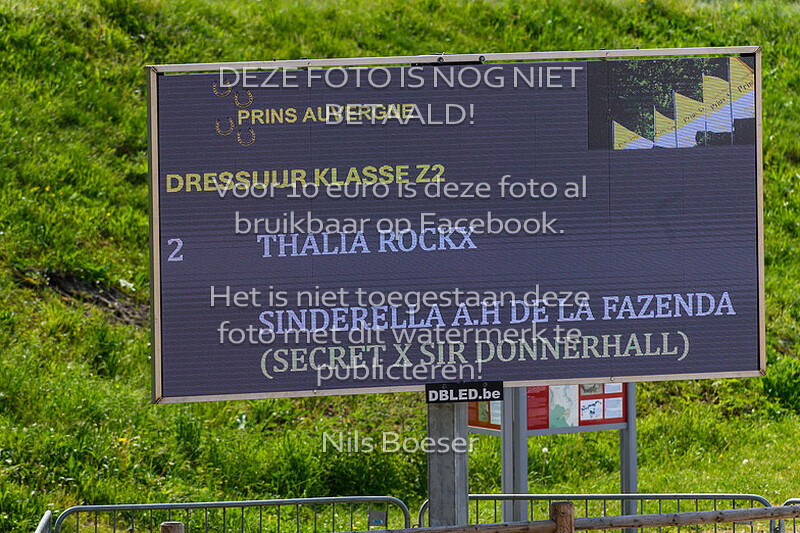 DEZE FOTO IS NOG NIET
BETAALD!
PRINS AUVERGNE
Prins
DRESSUUR KLASSE Z2
Voor 10 euro is deze foto al
bruikbaar op Facebook.
2 THALIA ROCKX
Het is niet toegestaan deze
SINDERELLA A.H DE LA FAZENDA
foto met dit watermerk te
(SECRET X SIR DONNERHALL)
publiceren!
DBLED.be
Nils Boeser